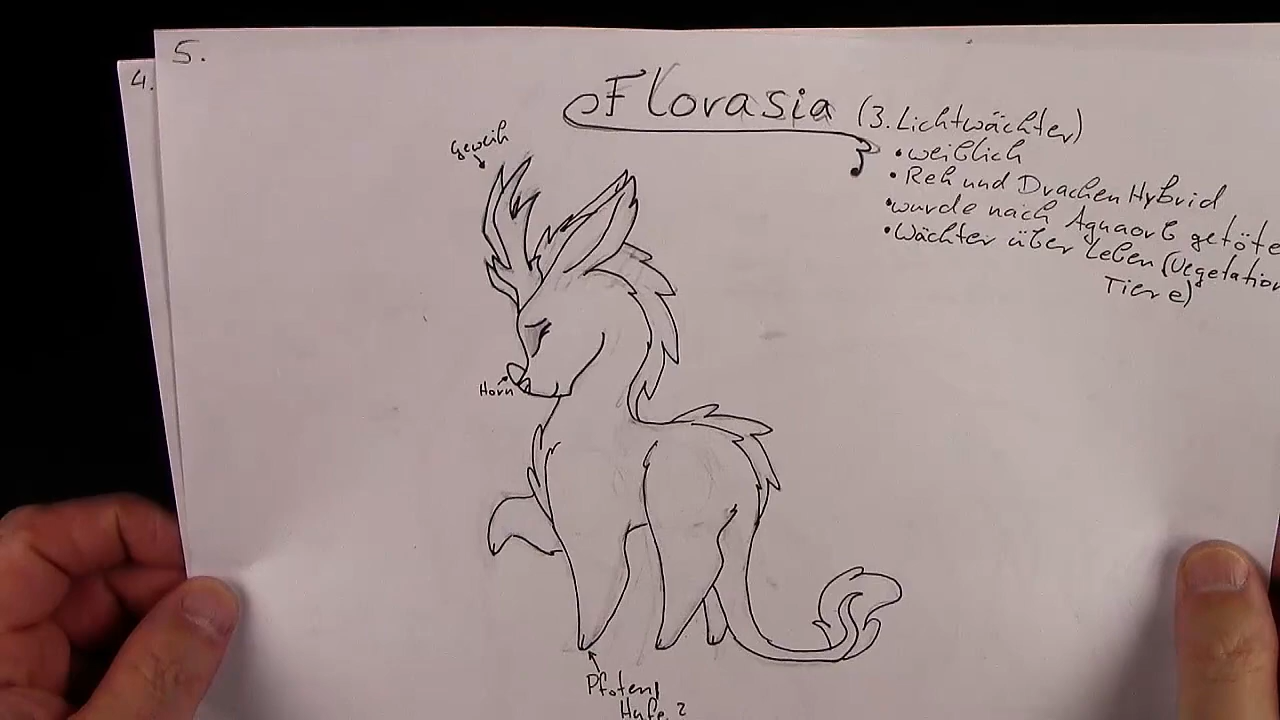 5.
4.
Florasia (3. Lichtwächter)
• weiblich
• Reh und Drachen Hybrid
• wurde nach Aquaorb getöte
• Wächter über Leben (Vegetation
Tiere)
Geweih
Horn
Pfoten/
Hufe?